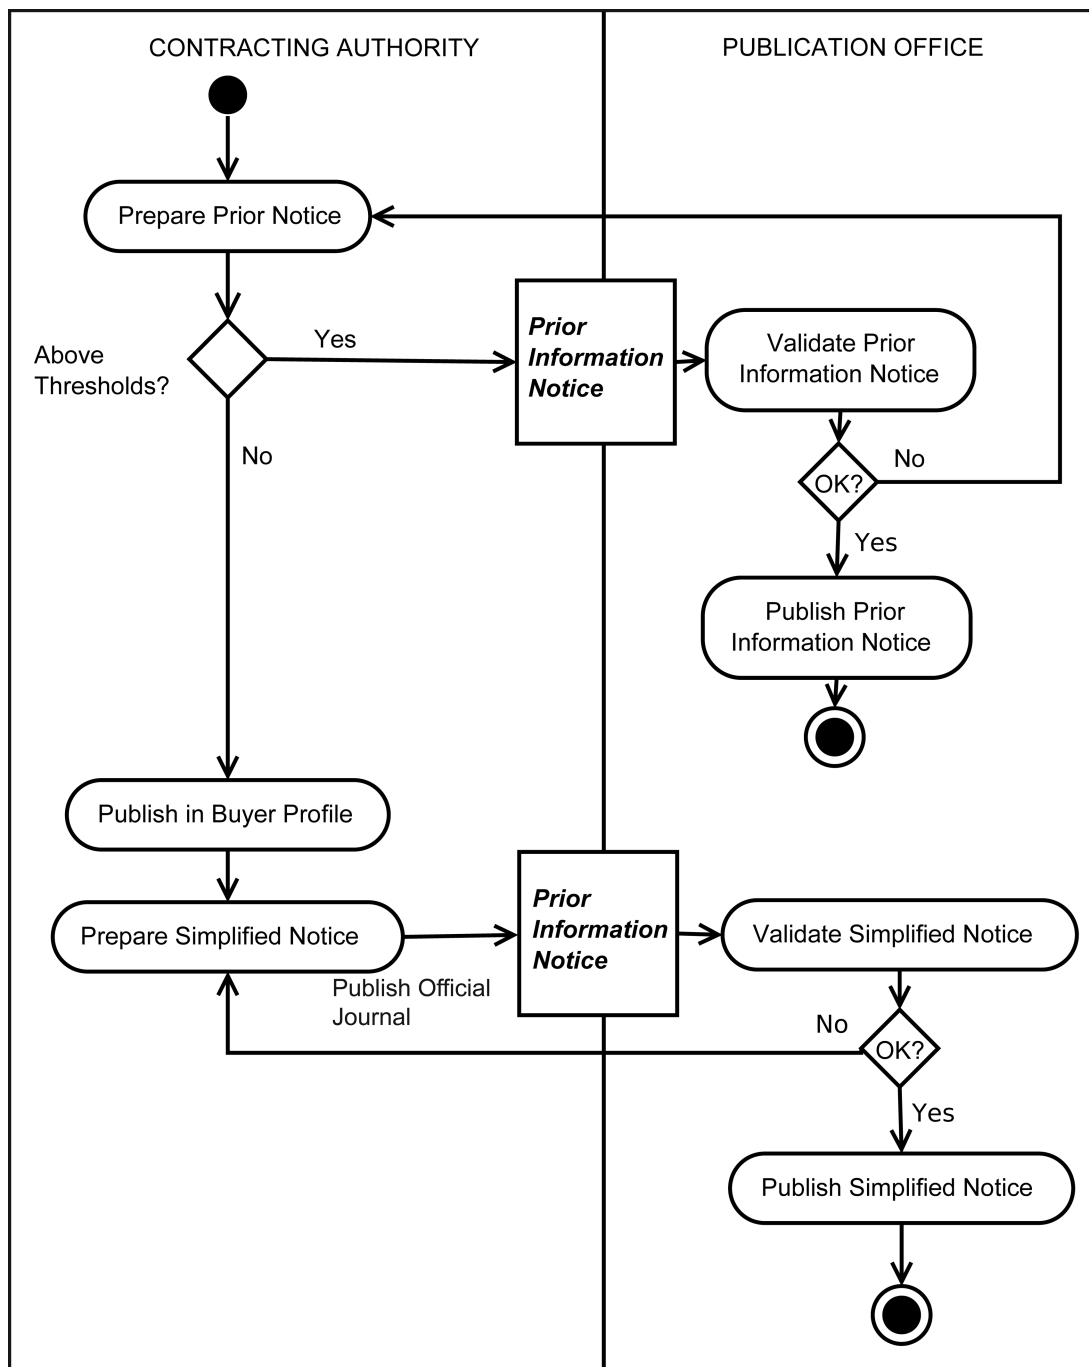 CONTRACTING AUTHORITY
PUBLICATION OFFICE
Prepare Prior Notice
Above
Thresholds?
Yes
Prior
Information
Notice
Validate Prior
Information Notice
No
OK?
No
Yes
Publish Prior
Information Notice
Publish in Buyer Profile
Prepare Simplified Notice
Publish Official
Journal
Prior
Information
Notice
Validate Simplified Notice
No
OK?
Yes
Publish Simplified Notice